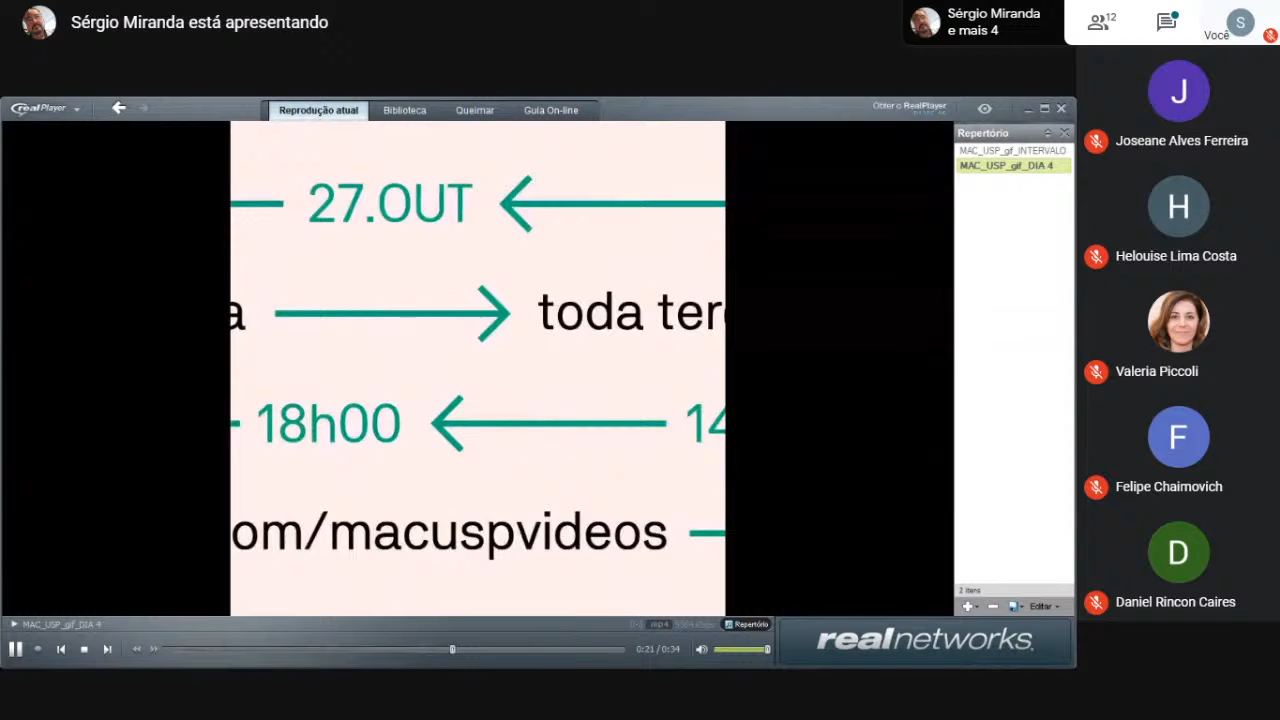 Sérgio Miranda está apresentando
Sérgio Miranda
e mais 4
12
S
Você
realPlayer
Reprodução atual
Biblioteca
Queimar
Guia On-line
Obter o RealPlayer
Repertório
MAC_USP_gf_INTERVALO
MAC_USP_gif_DIA 4
27.OUT
a
toda ter
18h00
14
om/macuspvideos
2 itens
Editar
MAC_USP_gif_DIA 4
mp4
Repertório
0:21 / 0:34
realnetworks.
J
Joseane Alves Ferreira
H
Helouise Lima Costa
Valeria Piccoli
F
Felipe Chaimovich
D
Daniel Rincon Caires